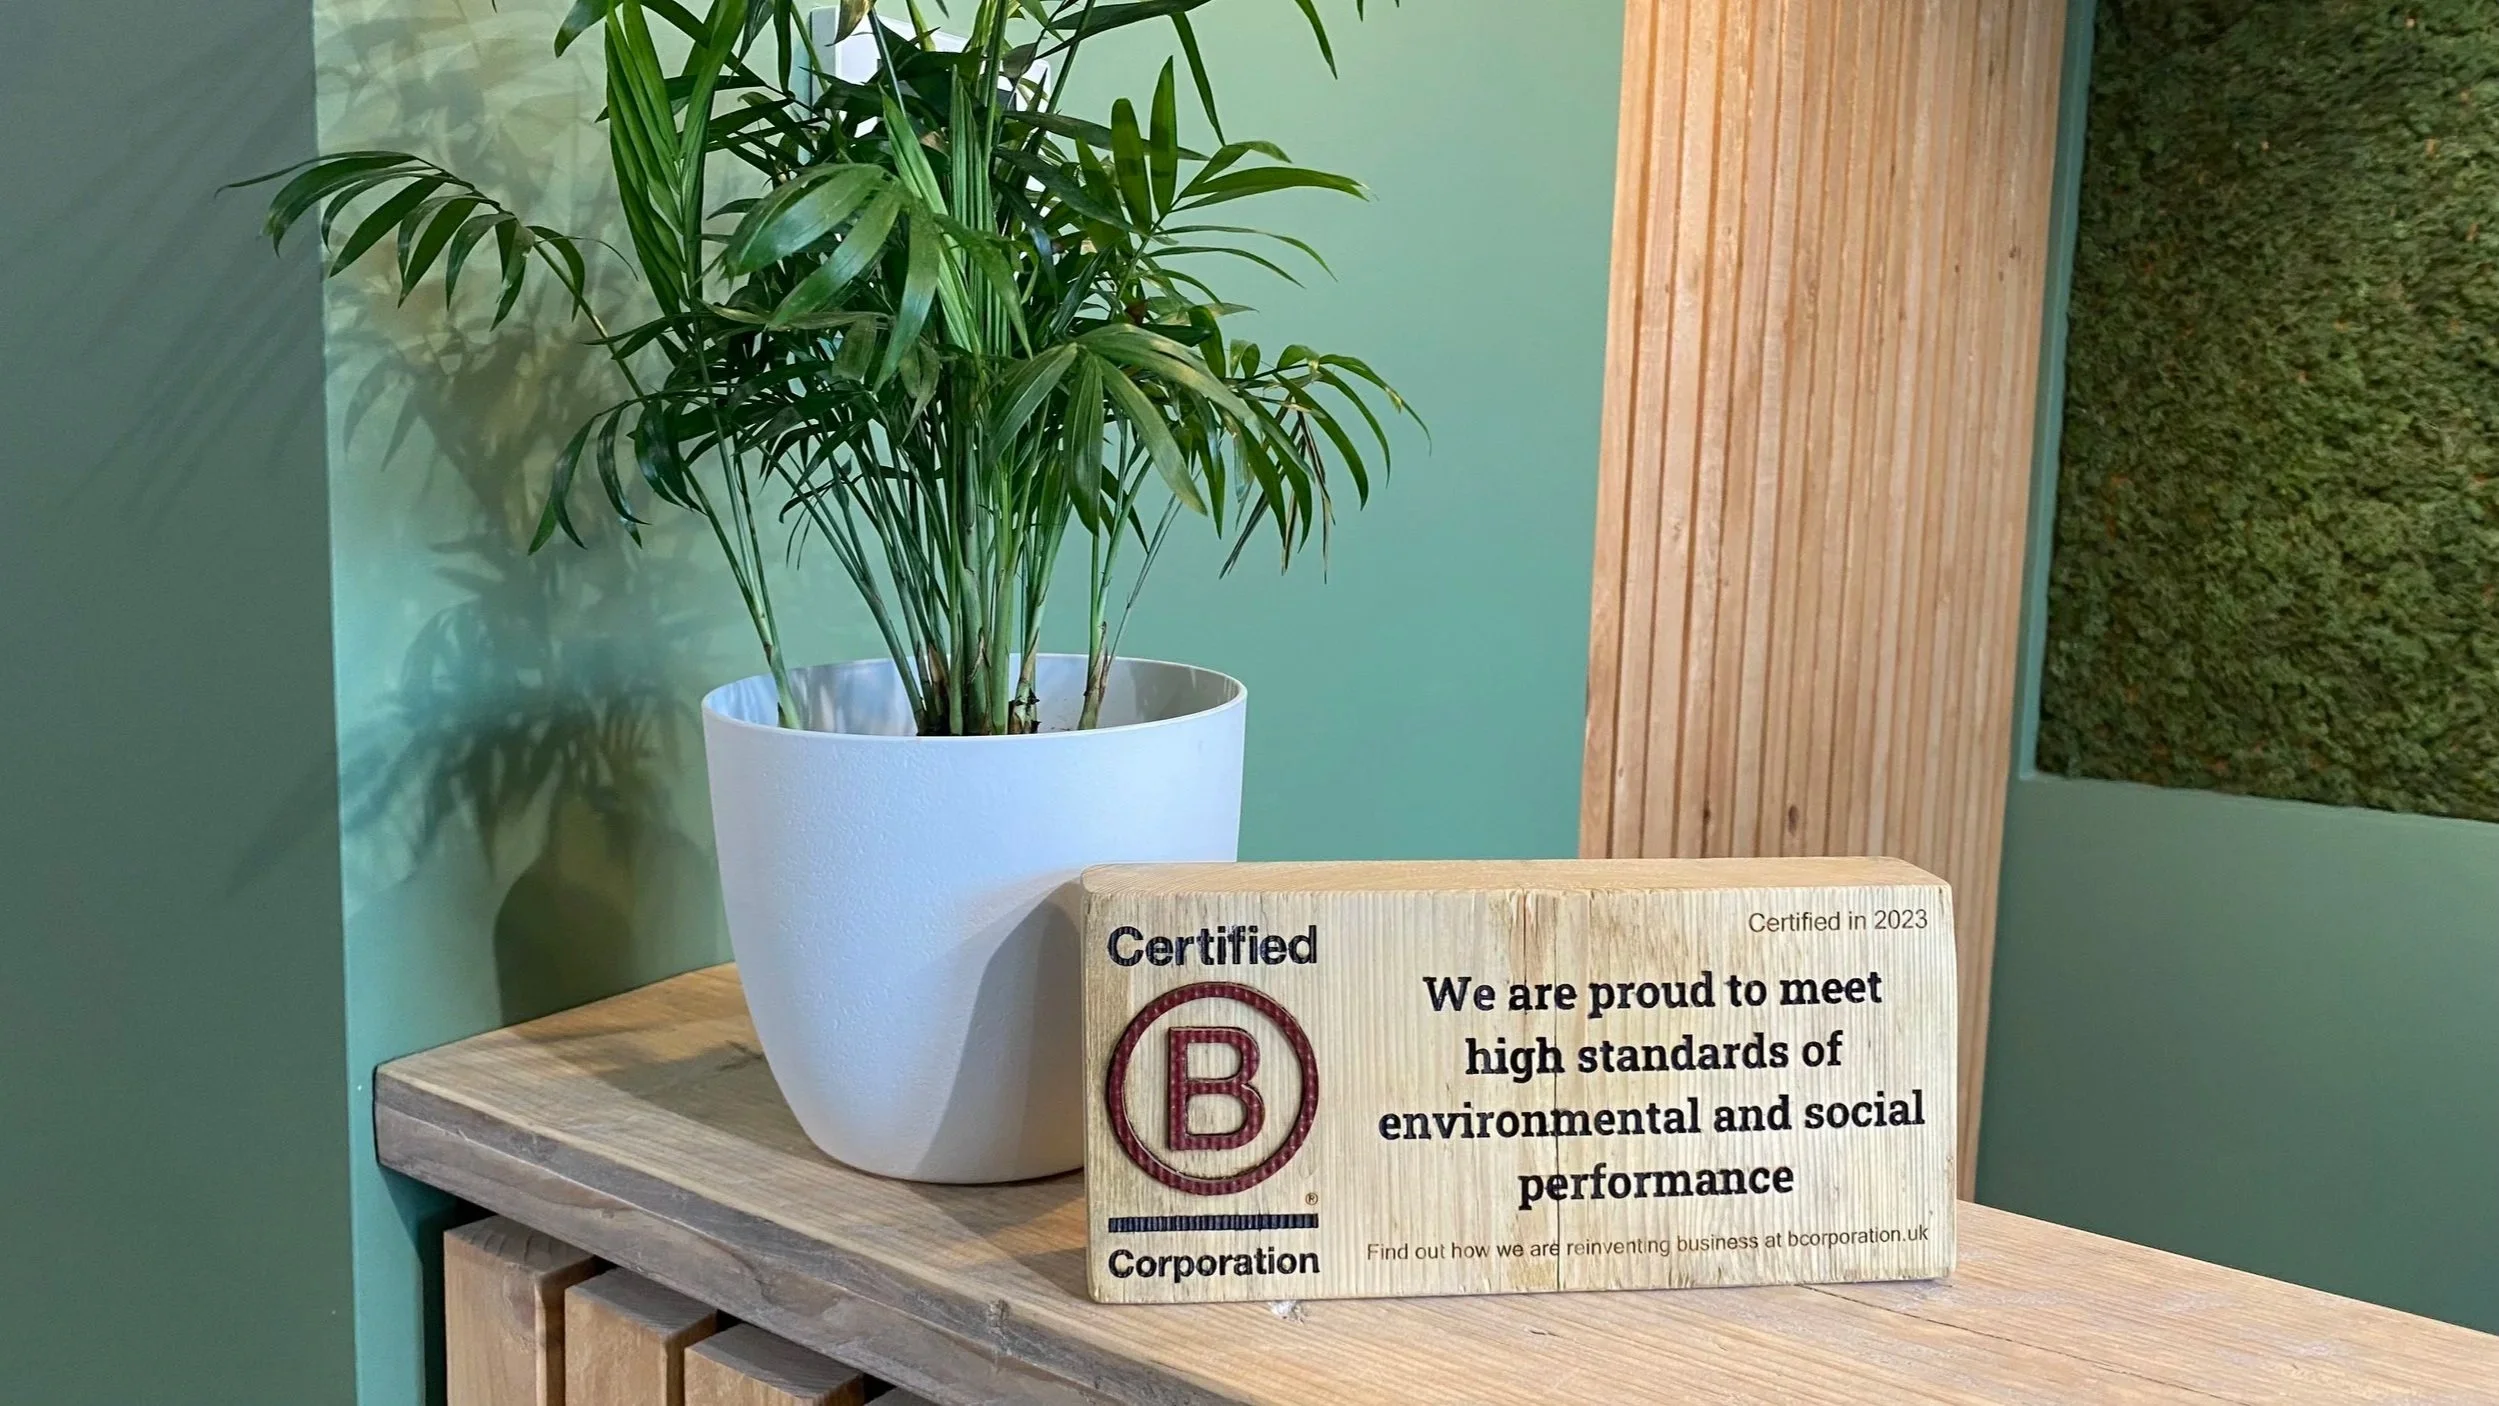 Certified
B
®
Corporation
Certified in 2023
We are proud to meet
high standards of
environmental and social
performance
Find out how we are reinventing business at bcorporation.uk